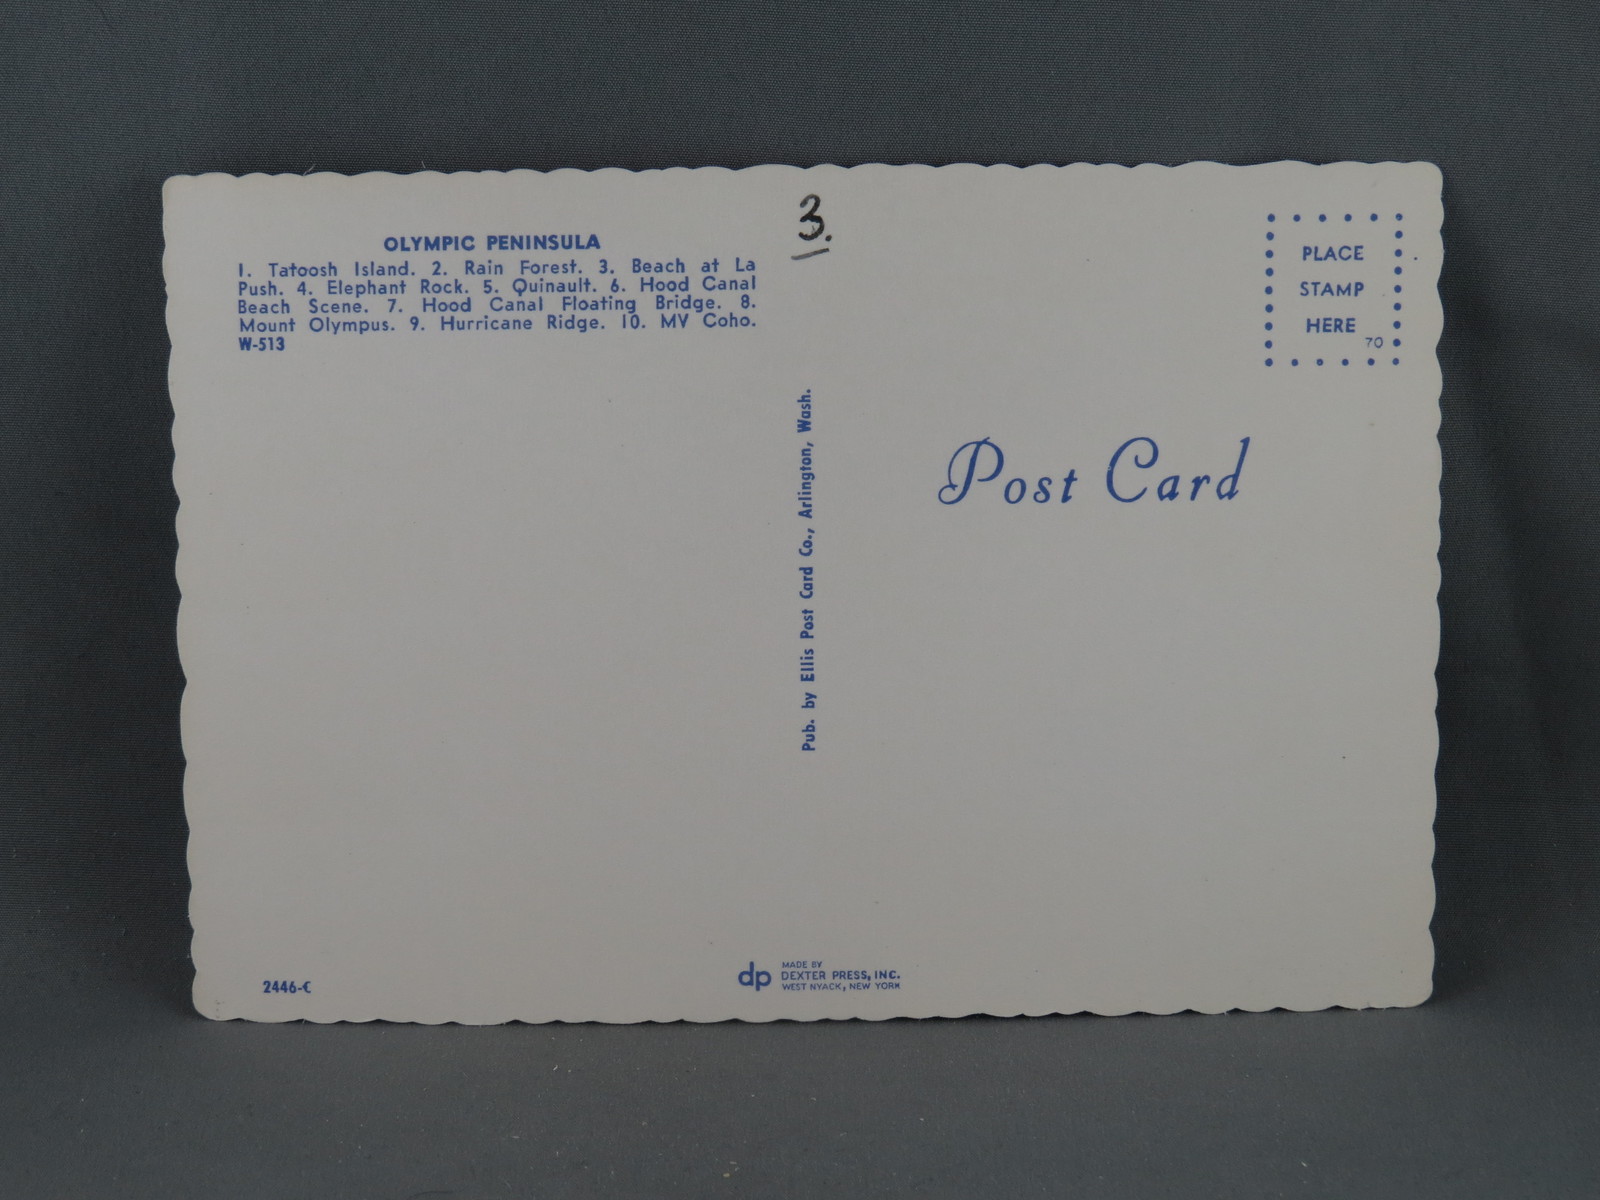 3.
OLYMPIC PENINSULA
1. Tatoosh Island. 2. Rain Forest. 3. Beach at La
Push. 4. Elephant Rock. 5. Quinault. 6. Hood Canal
Beach Scene. 7. Hood Canal Floating Bridge. 8.
Mount Olympus. 9. Hurricane Ridge. 10. MV Coho.
W-513
PLACE
STAMP
HERE
70
Pub. by Ellis Post Card Co., Arlington, Wash.
Post Card
2446-C
dp
MADE BY
DEXTER PRESS, INC.
WEST NYACK, NEW YORK